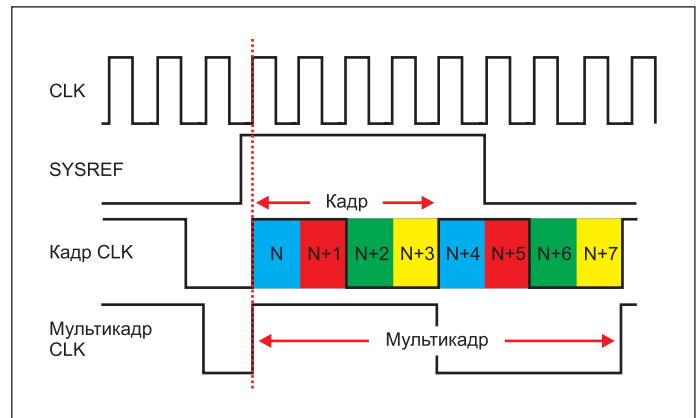 CLK
SYSREF
Кадр
Кадр CLK
N N+1 N+2 N+3 N+4 N+5 N+6 N+7
Мультикадр
CLK
Мультикадр